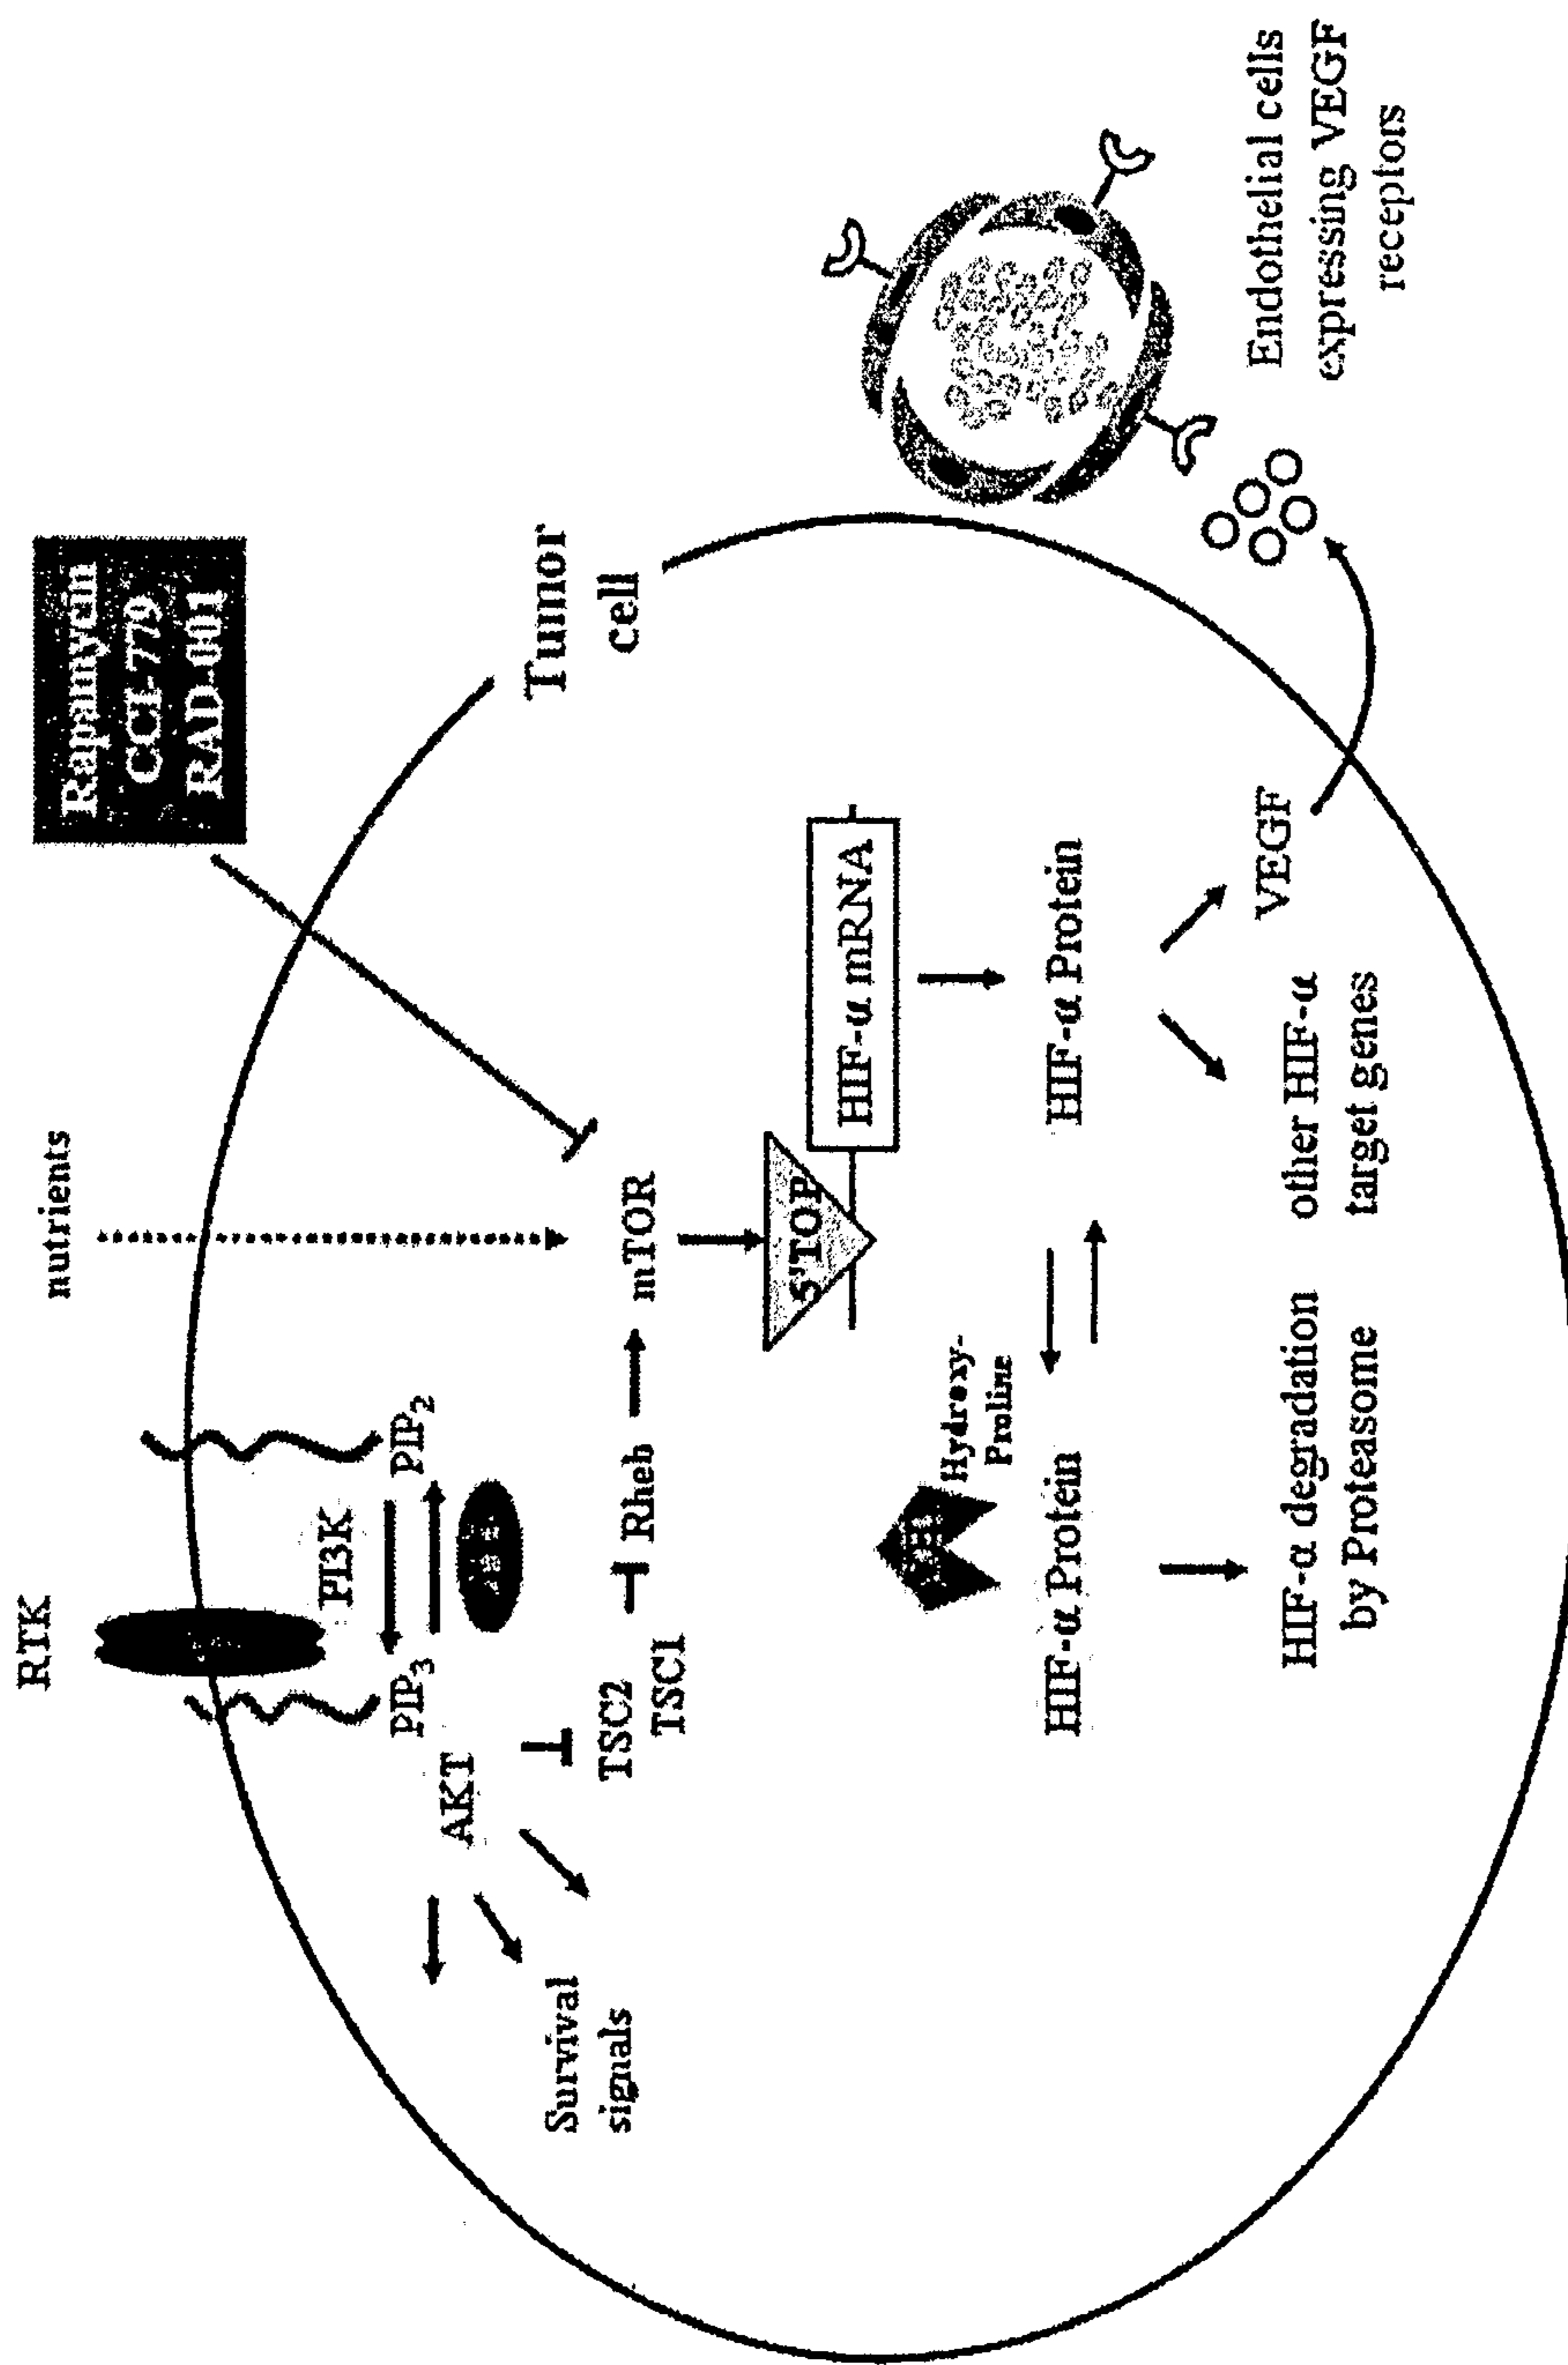 RTK
nutrients
Rapamycin
CCI-779
RAD-001
PI3K
PIP3
PIP2
AKT
Tumor
cell
Survival
signals
TSC2
TSC1
Rheb
mTOR
5'TOP
HIF-α mRNA
Hydroxy-
Proline
HIF-α Protein
HIF-α Protein
HIF-α degradation
by Proteasome
other HIF-α
target genes
VEGF
Endothelial cells
expressing VEGF
receptors